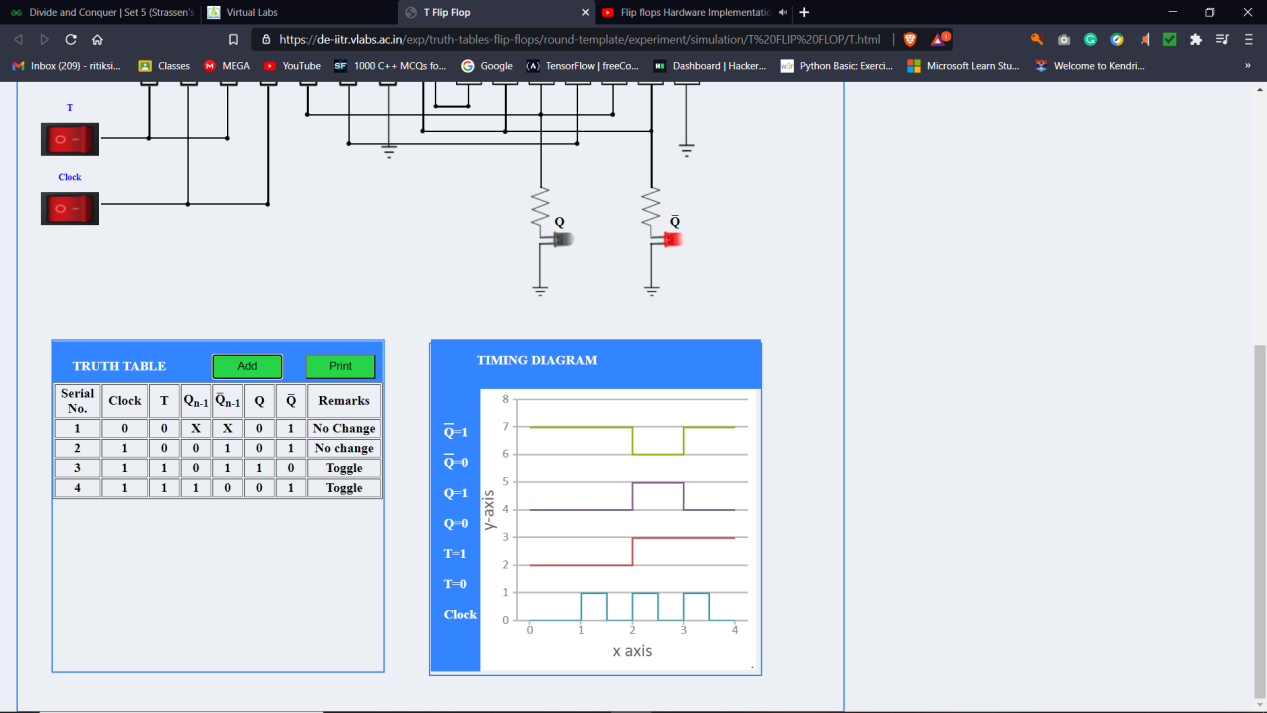 Divide and Conquer | Set 5 (Strassen's
Virtual Labs
T Flip Flop
Flip flops Hardware Implementatio
https://de-iitr.vlabs.ac.in/exp/truth-tables-flip-flops/round-template/experiment/simulation/T%20FLIP%20FLOP/T.html
1
Inbox (209) - ritiksi...
Classes
M MEGA
YouTube
SF 1000 C++ MCQs fo...
G Google
(Λ) TensorFlow | freeCo...
Dashboard | Hacker...
w3r Python Basic: Exerci...
Microsoft Learn Stu...
Welcome to Kendri...
»
T
Clock
Q
Q̅
TRUTH TABLE Add Print
Serial No. Clock T Qn-1 Q̅n-1 Q Q̅ Remarks
1 0 0 X X 0 1 No Change
2 1 0 0 1 0 1 No change
3 1 1 0 1 1 0 Toggle
4 1 1 1 0 0 1 Toggle
TIMING DIAGRAM
Q̅=1
Q̅=0
Q=1
Q=0
T=1
T=0
Clock
y-axis
8
7
6
5
4
3
2
1
0
0 1 2 3 4
x axis